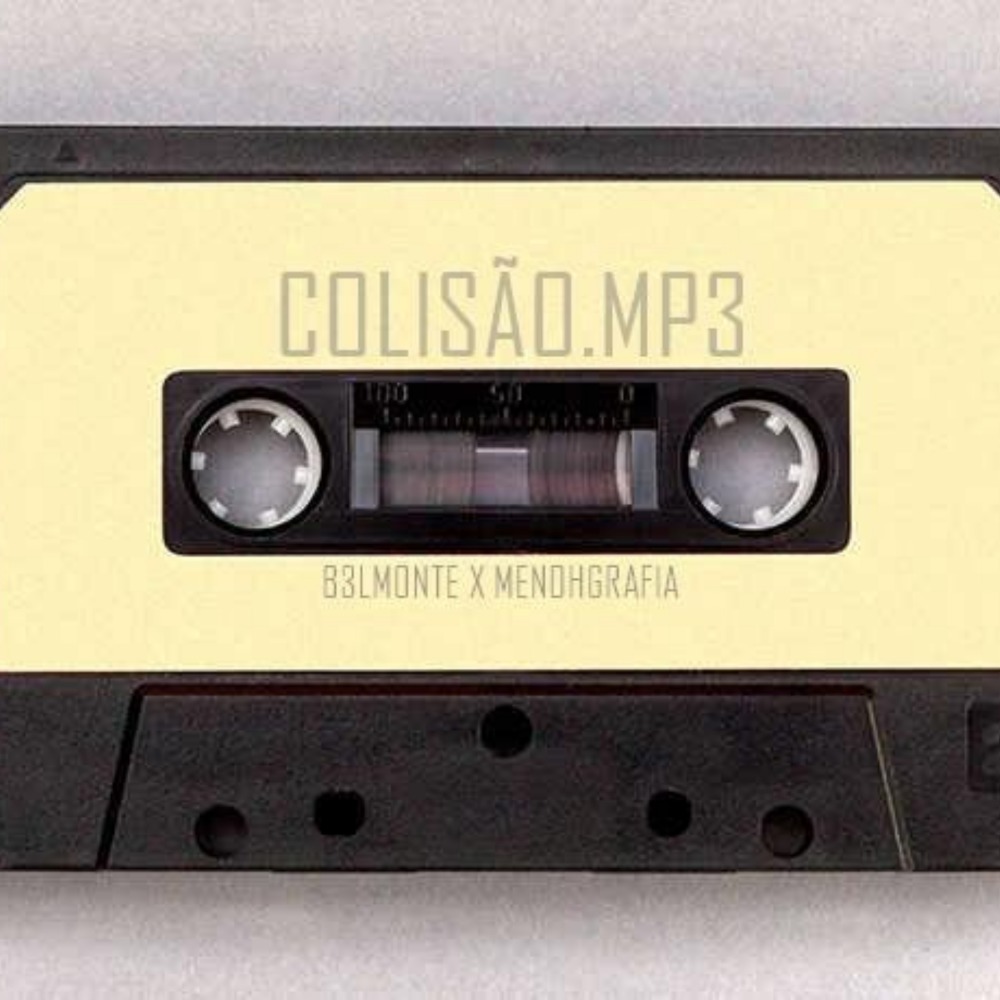 COLISÃO.MP3
100 50 0
B3LMONTE X MENDHGRAFIA